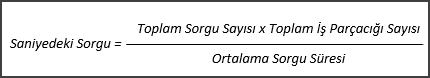 Toplam Sorgu Sayısı x Toplam İş Parçacığı Sayısı
Saniyedeki Sorgu =
Ortalama Sorgu Süresi